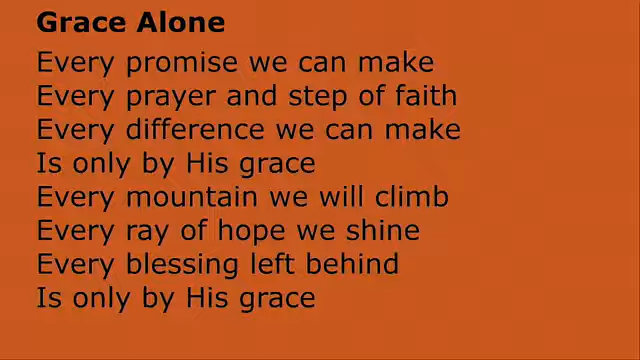 Grace Alone
Every promise we can make
Every prayer and step of faith
Every difference we can make
Is only by His grace
Every mountain we will climb
Every ray of hope we shine
Every blessing left behind
Is only by His grace